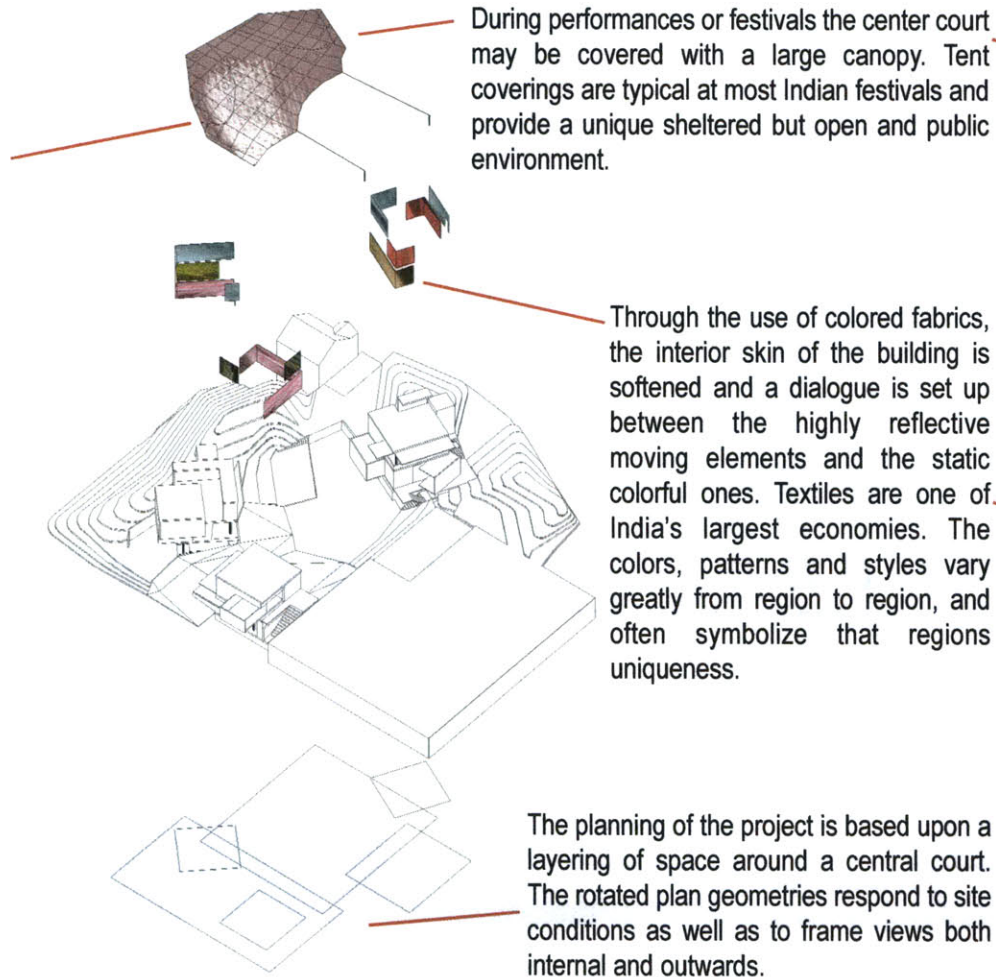 During performances or festivals the center court
may be covered with a large canopy. Tent
coverings are typical at most Indian festivals and
provide a unique sheltered but open and public
environment.
Through the use of colored fabrics,
the interior skin of the building is
softened and a dialogue is set up
between the highly reflective
moving elements and the static
colorful ones. Textiles are one of
India's largest economies. The
colors, patterns and styles vary
greatly from region to region, and
often symbolize that regions
uniqueness.
The planning of the project is based upon a
layering of space around a central court.
The rotated plan geometries respond to site
conditions as well as to frame views both
internal and outwards.